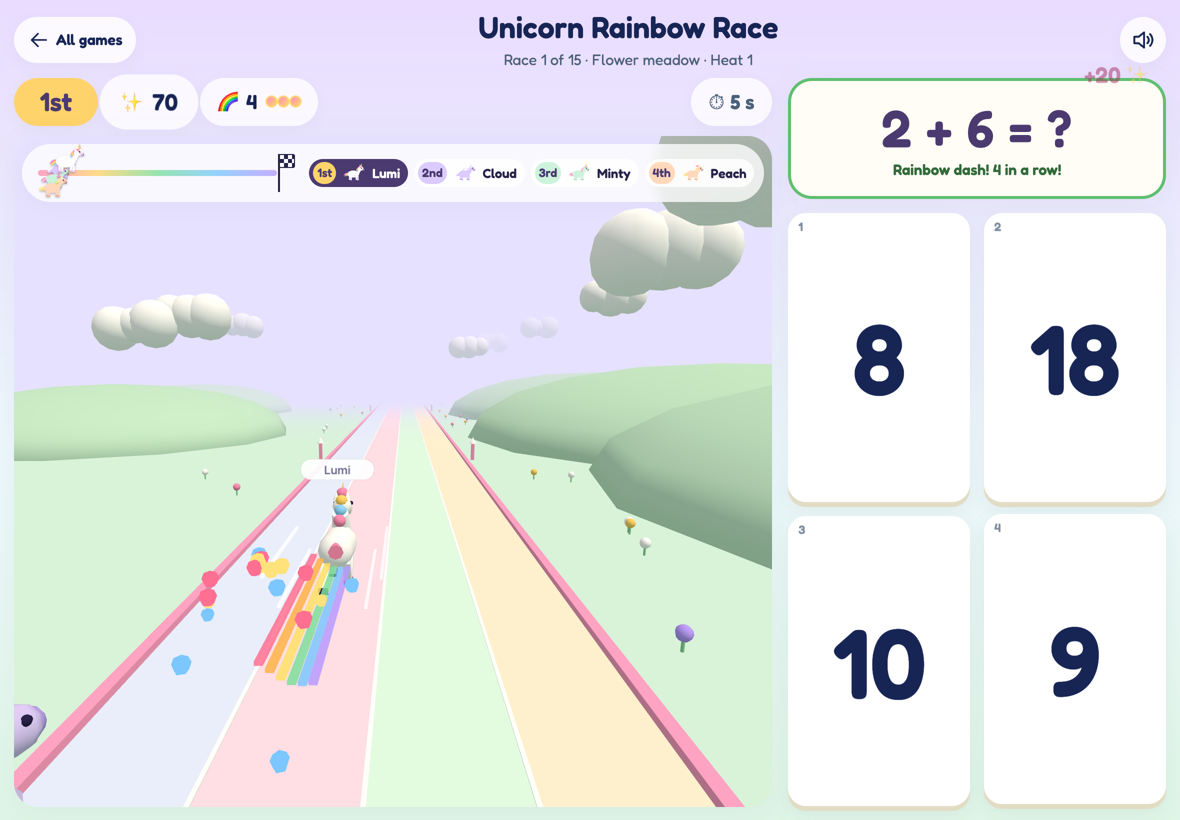 All games
Unicorn Rainbow Race
Race 1 of 15 · Flower meadow · Heat 1
1st
70
4
5 s
+20
2 + 6 = ?
Rainbow dash! 4 in a row!
1st Lumi
2nd Cloud
3rd Minty
4th Peach
Lumi
1
8
2
18
3
10
4
9